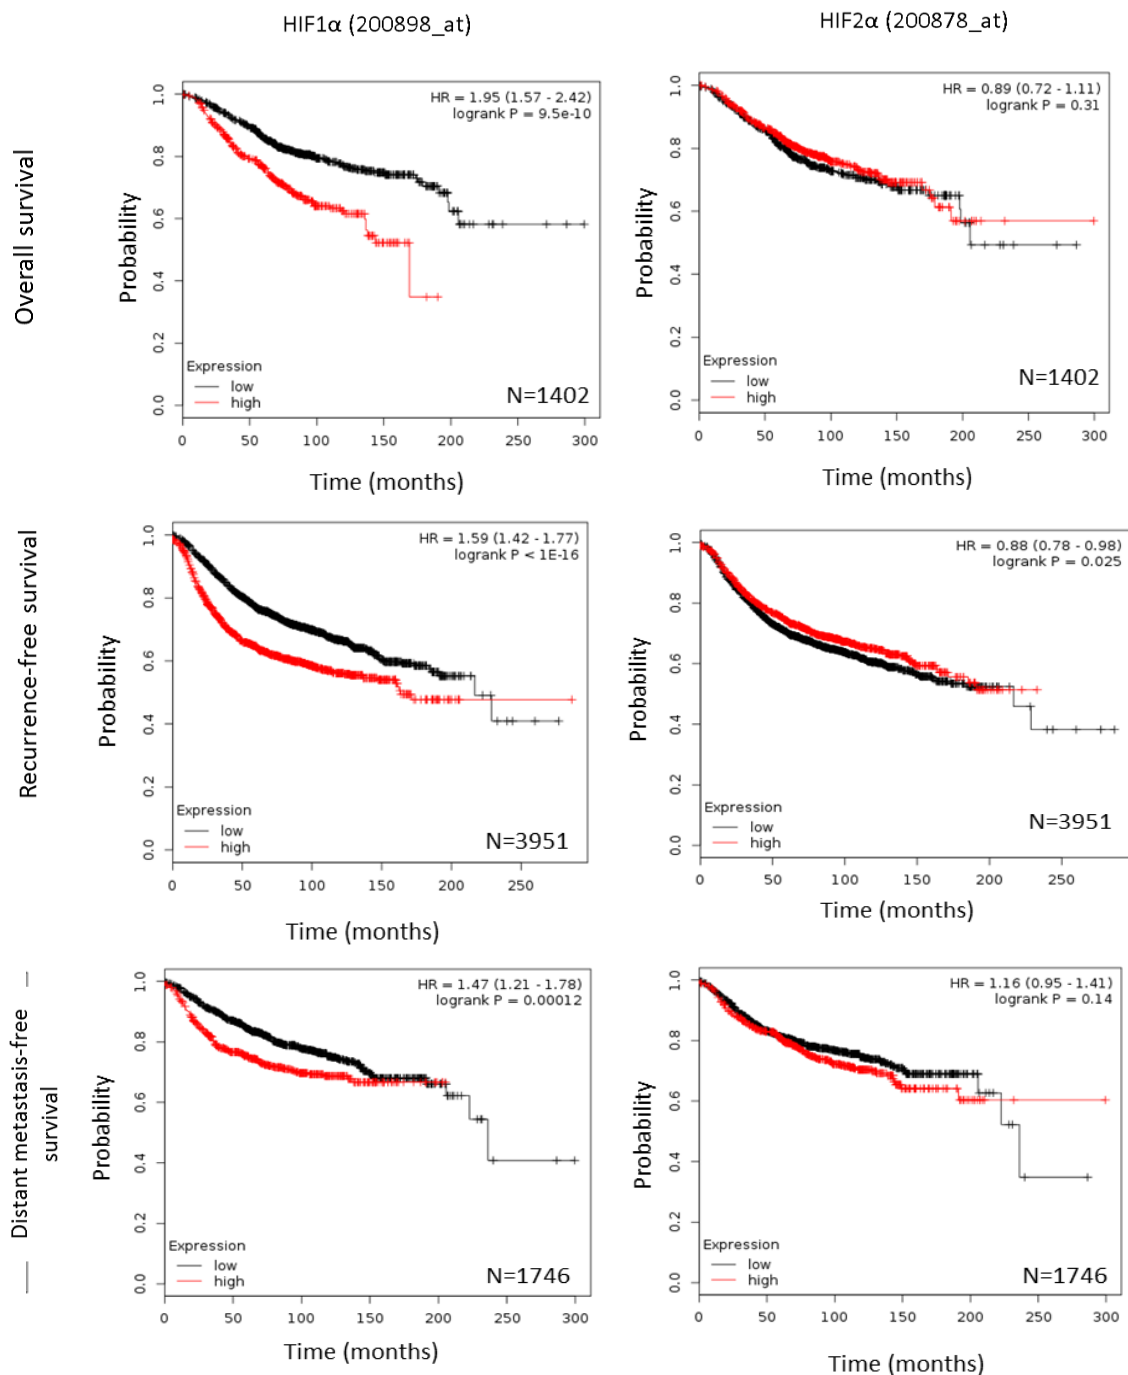 HIF1α (200898_at)
HIF2α (200878_at)
Overall survival
Probability
1.0
0.8
0.6
0.4
0.2
0.0
HR = 1.95 (1.57 - 2.42)
logrank P = 9.5e-10
Expression
low
high
N=1402
0 50 100 150 200 250 300
Time (months)
Probability
1.0
0.8
0.6
0.4
0.2
0.0
HR = 0.89 (0.72 - 1.11)
logrank P = 0.31
Expression
low
high
N=1402
0 50 100 150 200 250 300
Time (months)
Recurrence-free survival
Probability
1.0
0.8
0.6
0.4
0.2
0.0
HR = 1.59 (1.42 - 1.77)
logrank P < 1E-16
Expression
low
high
N=3951
0 50 100 150 200 250
Time (months)
Probability
1.0
0.8
0.6
0.4
0.2
0.0
HR = 0.88 (0.78 - 0.98)
logrank P = 0.025
Expression
low
high
N=3951
0 50 100 150 200 250
Time (months)
Distant metastasis-free
survival
Probability
1.0
0.8
0.6
0.4
0.2
0.0
HR = 1.47 (1.21 - 1.78)
logrank P = 0.00012
Expression
low
high
N=1746
0 50 100 150 200 250 300
Time (months)
Probability
1.0
0.8
0.6
0.4
0.2
0.0
HR = 1.16 (0.95 - 1.41)
logrank P = 0.14
Expression
low
high
N=1746
0 50 100 150 200 250 300
Time (months)